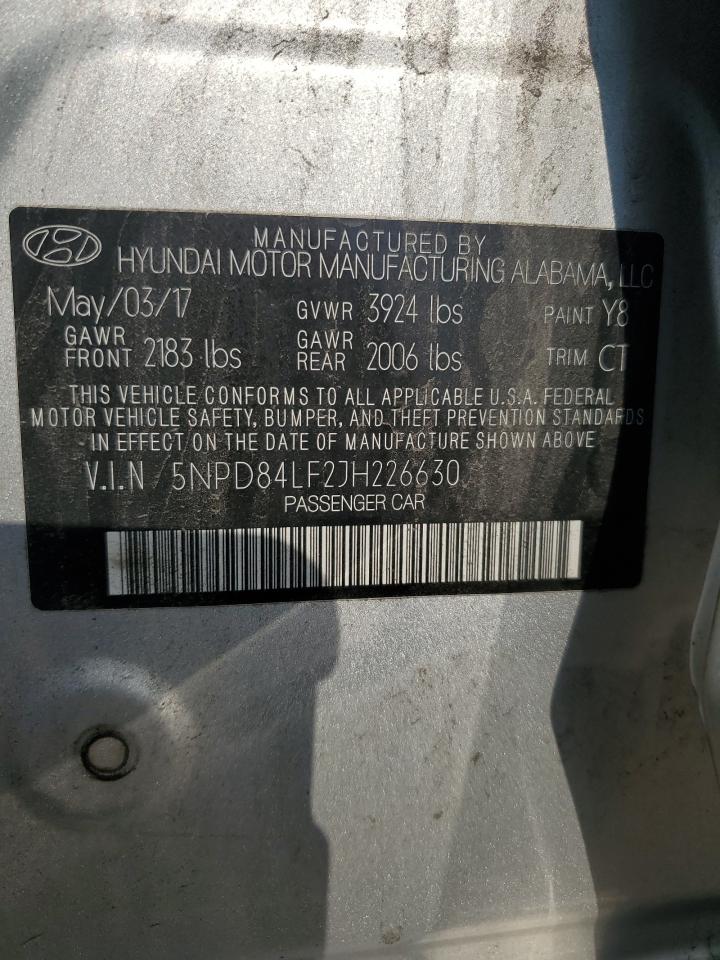 MANUFACTURED BY
HYUNDAI MOTOR MANUFACTURING ALABAMA, LLC
May/03/17 GVWR 3924 lbs PAINT Y8
GAWR FRONT 2183 lbs GAWR REAR 2006 lbs TRIM CT
THIS VEHICLE CONFORMS TO ALL APPLICABLE U.S.A. FEDERAL
MOTOR VEHICLE SAFETY, BUMPER, AND THEFT PREVENTION STANDARDS
IN EFFECT ON THE DATE OF MANUFACTURE SHOWN ABOVE.
V.I.N / 5NPD84LF2JH226630
PASSENGER CAR